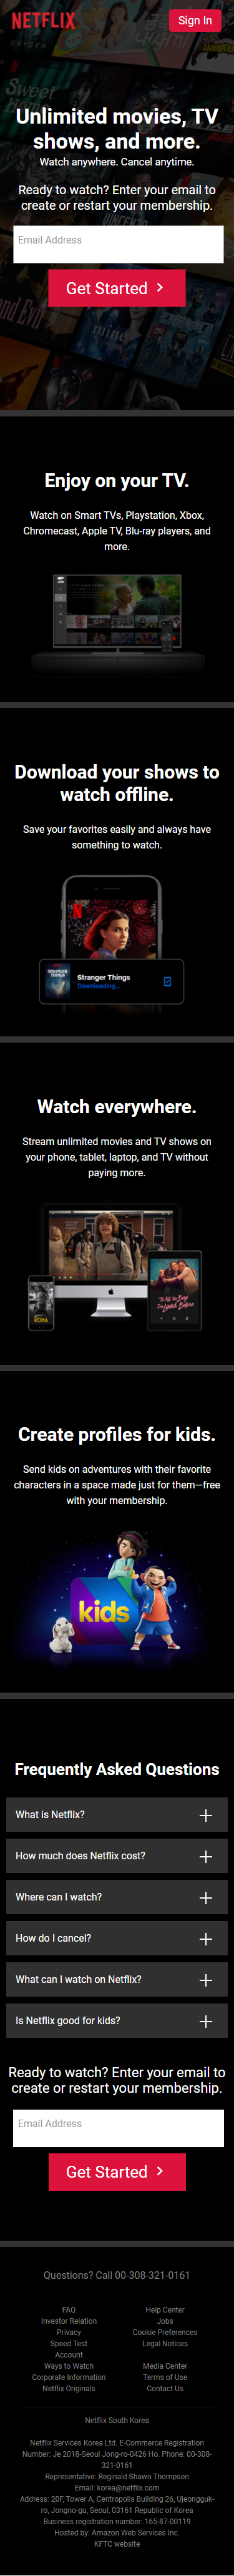 NETFLIX
Sign In
Unlimited movies, TV
shows, and more.
Watch anywhere. Cancel anytime.
Ready to watch? Enter your email to
create or restart your membership.
Email Address
Get Started
Enjoy on your TV.
Watch on Smart TVs, Playstation, Xbox,
Chromecast, Apple TV, Blu-ray players, and
more.
Download your shows to
watch offline.
Save your favorites easily and always have
something to watch.
Stranger Things
Downloading...
Watch everywhere.
Stream unlimited movies and TV shows on
your phone, tablet, laptop, and TV without
paying more.
ROMA
Create profiles for kids.
Send kids on adventures with their favorite
characters in a space made just for them—free
with your membership.
kids
Frequently Asked Questions
What is Netflix?
How much does Netflix cost?
Where can I watch?
How do I cancel?
What can I watch on Netflix?
Is Netflix good for kids?
Ready to watch? Enter your email to
create or restart your membership.
Email Address
Get Started
Questions? Call 00-308-321-0161
FAQ
Help Center
Investor Relation
Jobs
Privacy
Cookie Preferences
Speed Test
Legal Notices
Account
Ways to Watch
Media Center
Corporate Information
Terms of Use
Netflix Originals
Contact Us
Netflix South Korea
Netflix Services Korea Ltd. E-Commerce Registration
Number: Je 2018-Seoul Jong-ro-0426 Ho. Phone: 00-308-
321-0161
Representative: Reginald Shawn Thompson
Email: korea@netflix.com
Address: 20F, Tower A, Centropolis Building 26, Ujeongguk-
ro, Jongno-gu, Seoul, 03161 Republic of Korea
Business registration number: 165-87-00119
Hosted by: Amazon Web Services Inc.
KFTC website